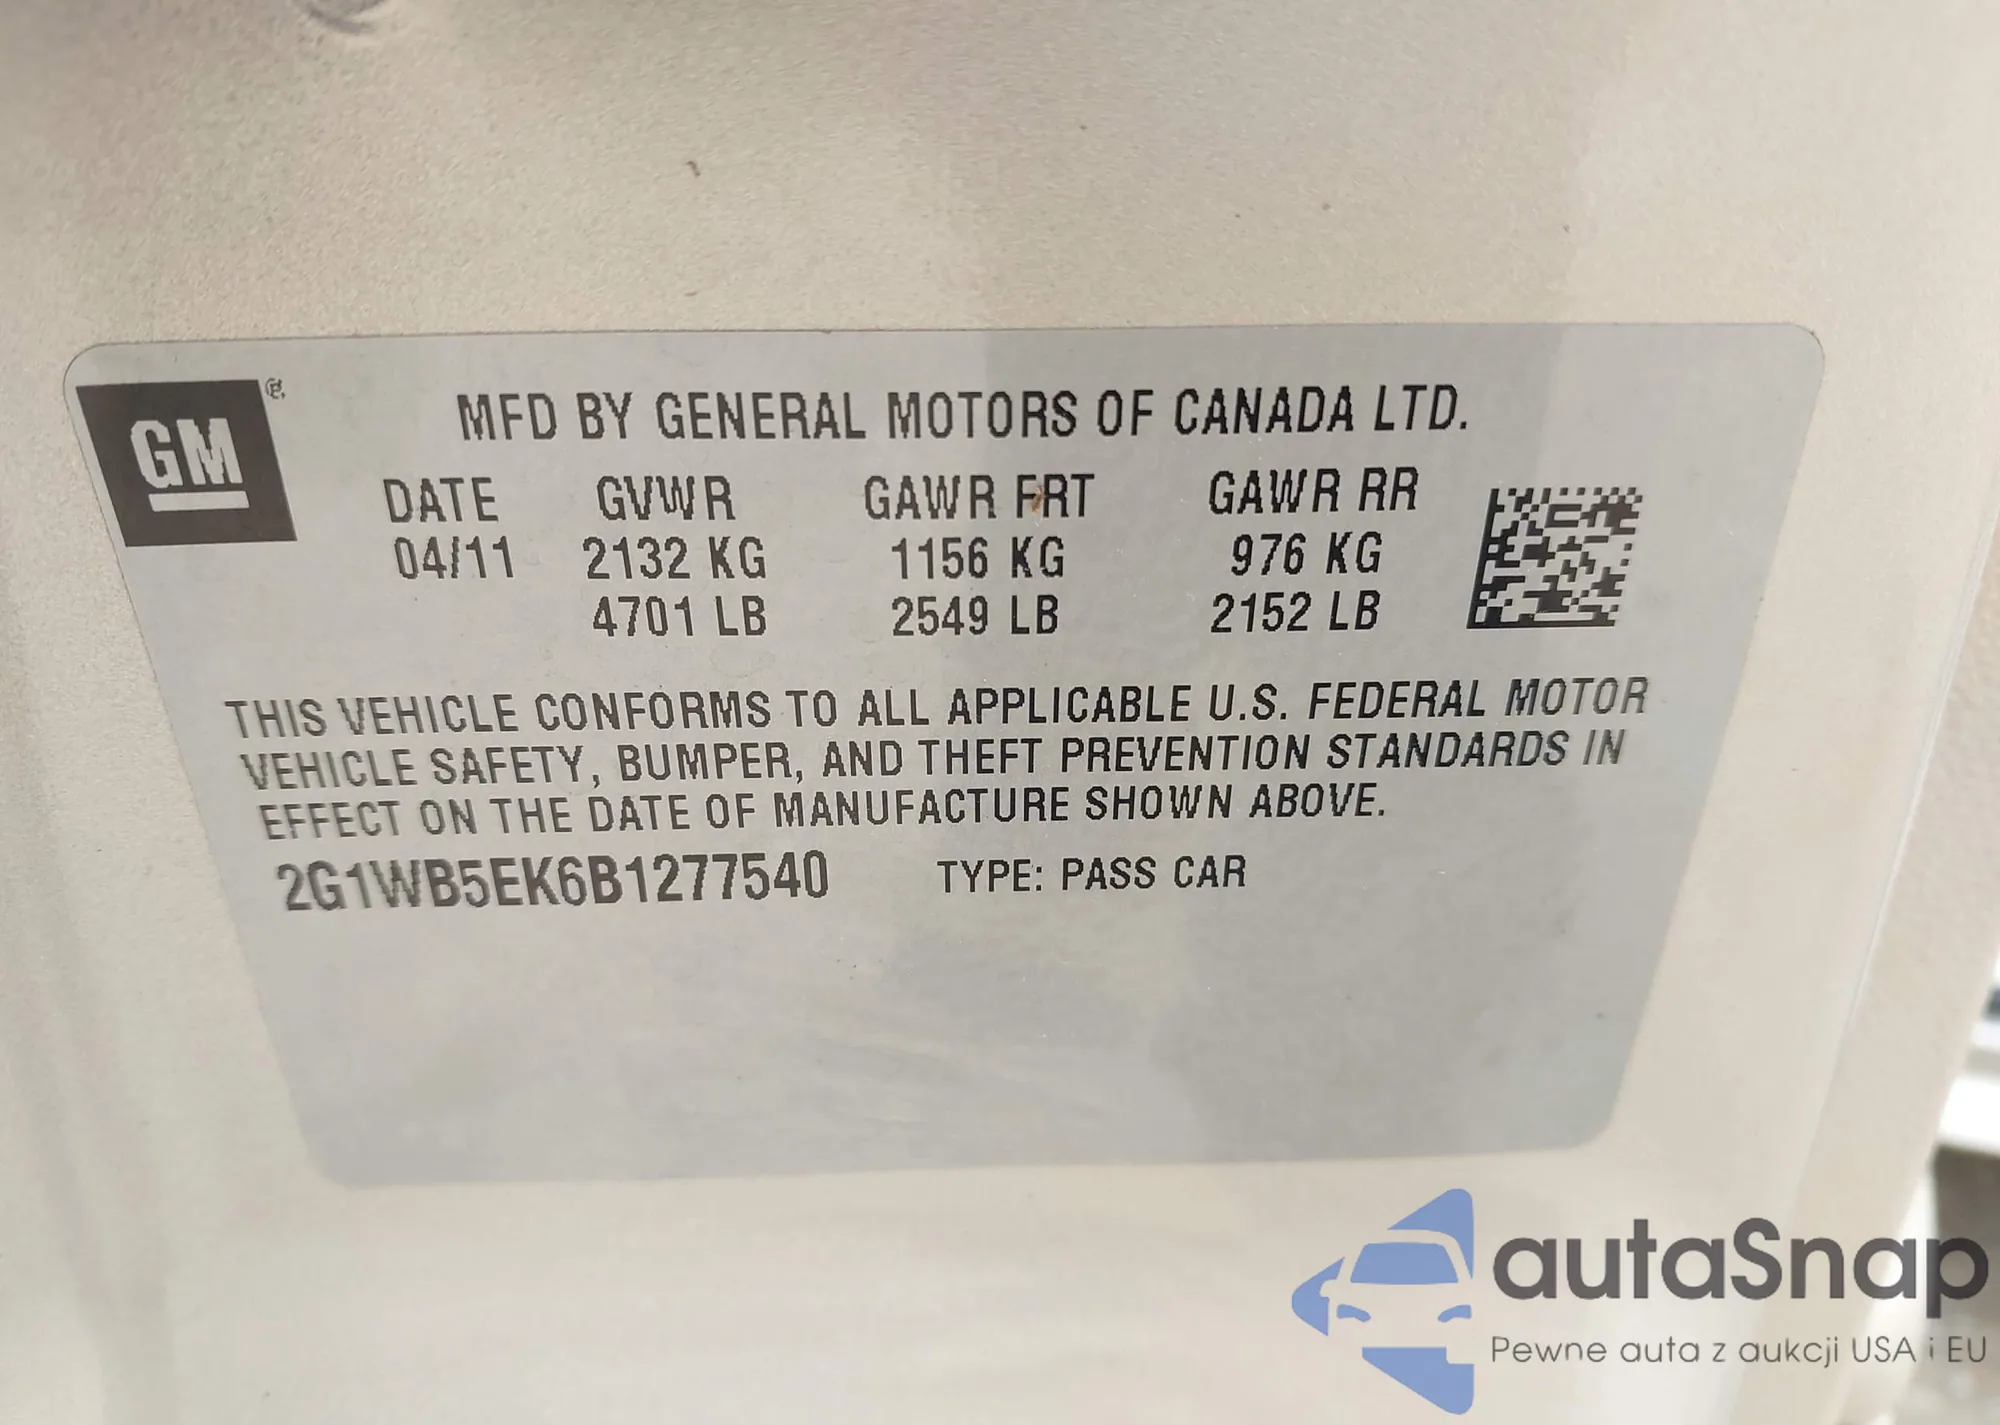 GM
MFD BY GENERAL MOTORS OF CANADA LTD.
DATE GVWR GAWR FRT GAWR RR
04/11 2132 KG 1156 KG 976 KG
4701 LB 2549 LB 2152 LB
THIS VEHICLE CONFORMS TO ALL APPLICABLE U.S. FEDERAL MOTOR
VEHICLE SAFETY, BUMPER, AND THEFT PREVENTION STANDARDS IN
EFFECT ON THE DATE OF MANUFACTURE SHOWN ABOVE.
2G1WB5EK6B1277540 TYPE: PASS CAR
autaSnap
Pewne auta z aukcji USA i EU